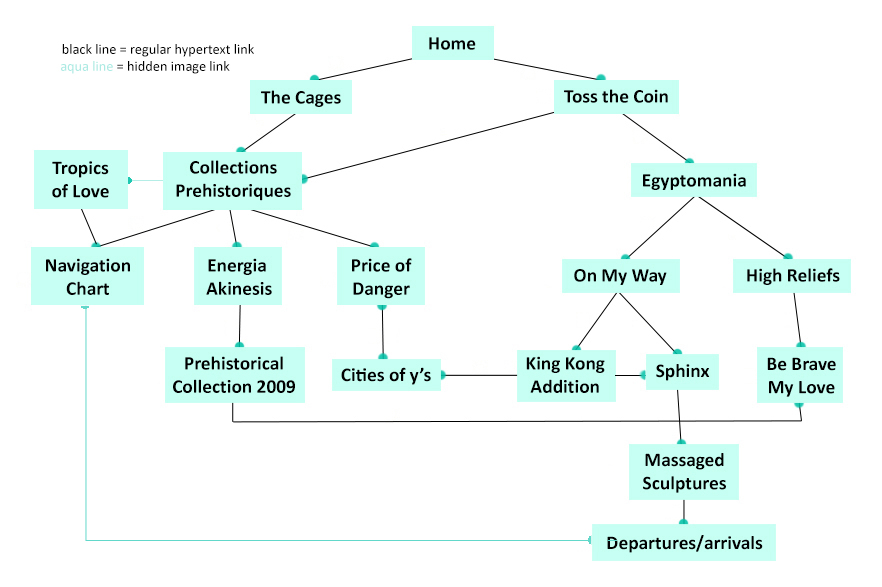 Home
black line = regular hypertext link
aqua line = hidden image link
The Cages
Toss the Coin
Tropics
of Love
Collections
Prehistoriques
Egyptomania
Navigation
Chart
Energia
Akinesis
Price of
Danger
On My Way
High Reliefs
Prehistorical
Collection 2009
Cities of y's
King Kong
Addition
Sphinx
Be Brave
My Love
Massaged
Sculptures
Departures/arrivals